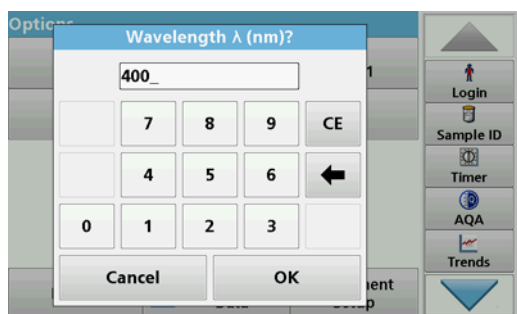 Options
Wavelength λ (nm)?
400_
1
7 8 9 CE
4 5 6
0 1 2 3
Cancel OK
Login
Sample ID
Timer
AQA
Trends